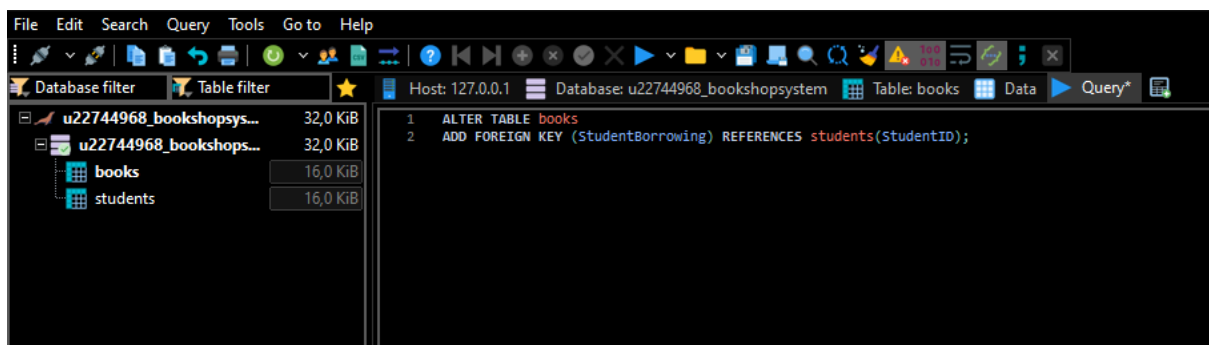 File Edit Search Query Tools Go to Help
Database filter Table filter Host: 127.0.0.1 Database: u22744968_bookshopsystem Table: books Data Query*
u22744968_bookshopsys... 32,0 KiB
u22744968_bookshops... 32,0 KiB
books 16,0 KiB
students 16,0 KiB
1 ALTER TABLE books
2 ADD FOREIGN KEY (StudentBorrowing) REFERENCES students(StudentID);